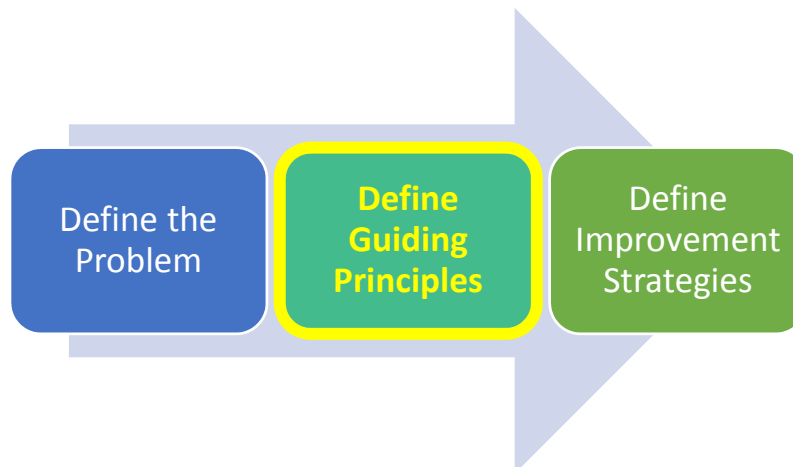 Define the
Problem
Define
Guiding
Principles
Define
Improvement
Strategies